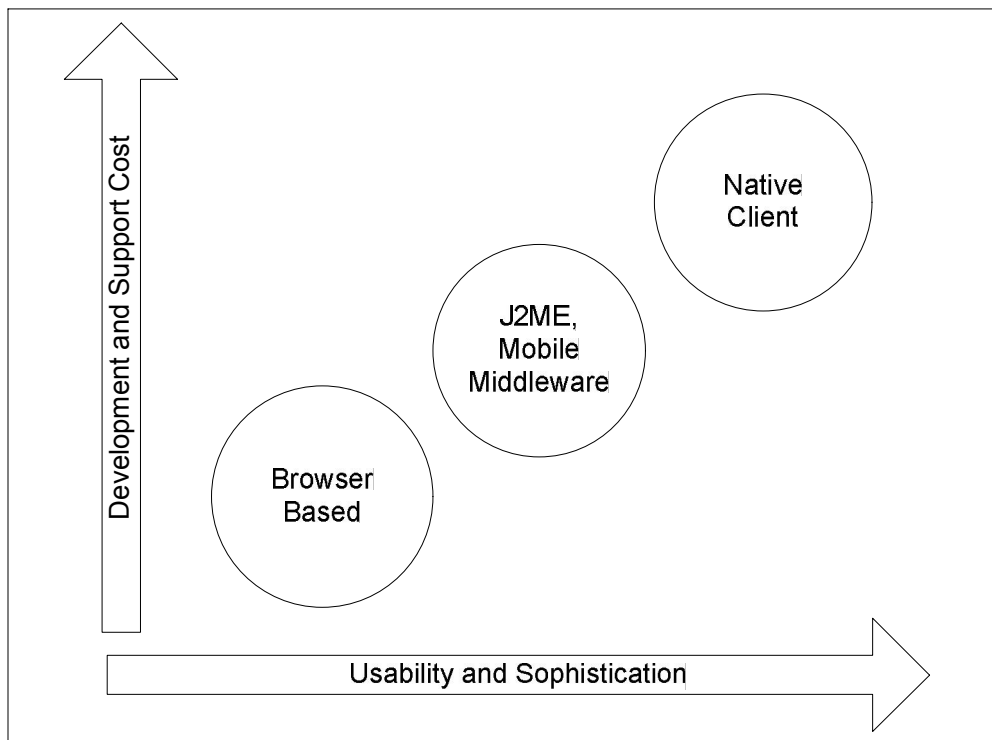 Development and Support Cost
Native
Client
J2ME,
Mobile
Middleware
Browser
Based
Usability and Sophistication